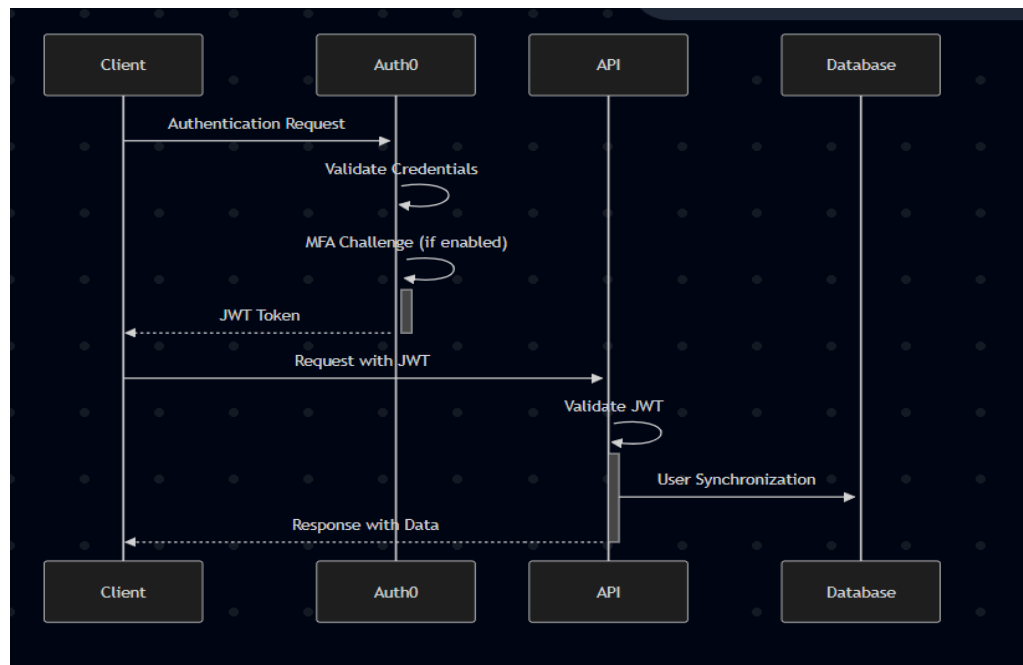 Client
Auth0
API
Database
Authentication Request
Validate Credentials
MFA Challenge (if enabled)
JWT Token
Request with JWT
Validate JWT
User Synchronization
Response with Data
Client
Auth0
API
Database